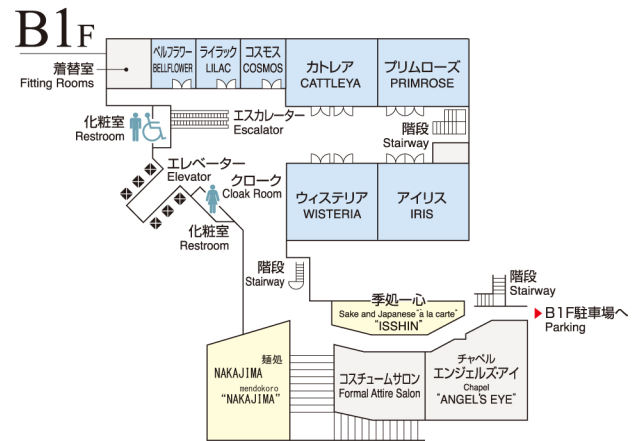 B1F
着替室
Fitting Rooms
ベルフラワー
BELLFLOWER
ライラック
LILAC
コスモス
COSMOS
カトレア
CATTLEYA
プリムローズ
PRIMROSE
化粧室
Restroom
エスカレーター
Escalator
階段
Stairway
エレベーター
Elevator
クローク
Cloak Room
ウィステリア
WISTERIA
アイリス
IRIS
化粧室
Restroom
階段
Stairway
階段
Stairway
季処一心
Sake and Japanese "a la carte"
"ISSHIN"
B1F駐車場へ
Parking
麺処
NAKAJIMA
mendokoro
“NAKAJIMA”
コスチュームサロン
Formal Attire Salon
チャペル
エンジェルズ・アイ
Chapel
"ANGEL'S EYE"